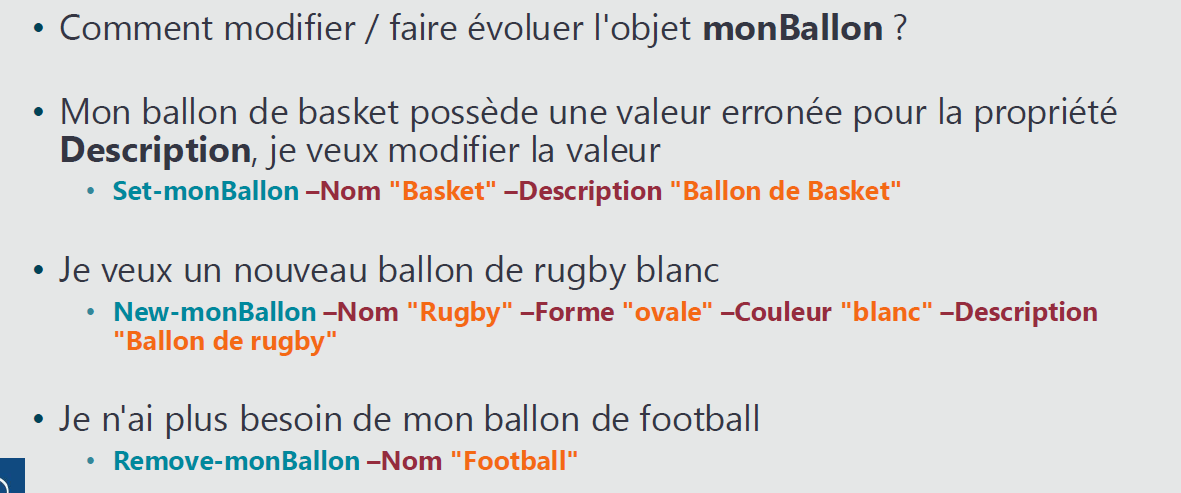 • Comment modifier / faire évoluer l'objet monBallon ?
• Mon ballon de basket possède une valeur erronée pour la propriété
Description, je veux modifier la valeur
• Set-monBallon –Nom "Basket" –Description "Ballon de Basket"
• Je veux un nouveau ballon de rugby blanc
• New-monBallon –Nom "Rugby" –Forme "ovale" –Couleur "blanc" –Description
"Ballon de rugby"
• Je n'ai plus besoin de mon ballon de football
• Remove-monBallon –Nom "Football"